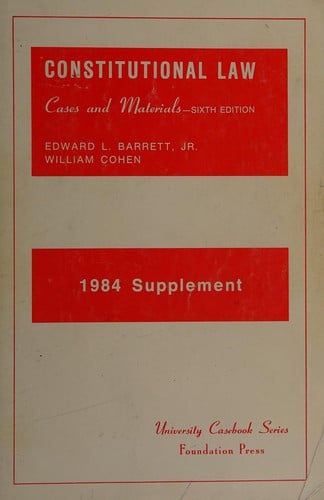 CONSTITUTIONAL LAW
Cases and Materials—SIXTH EDITION
EDWARD L. BARRETT, JR.
WILLIAM COHEN
1984 Supplement
University Casebook Series
Foundation Press